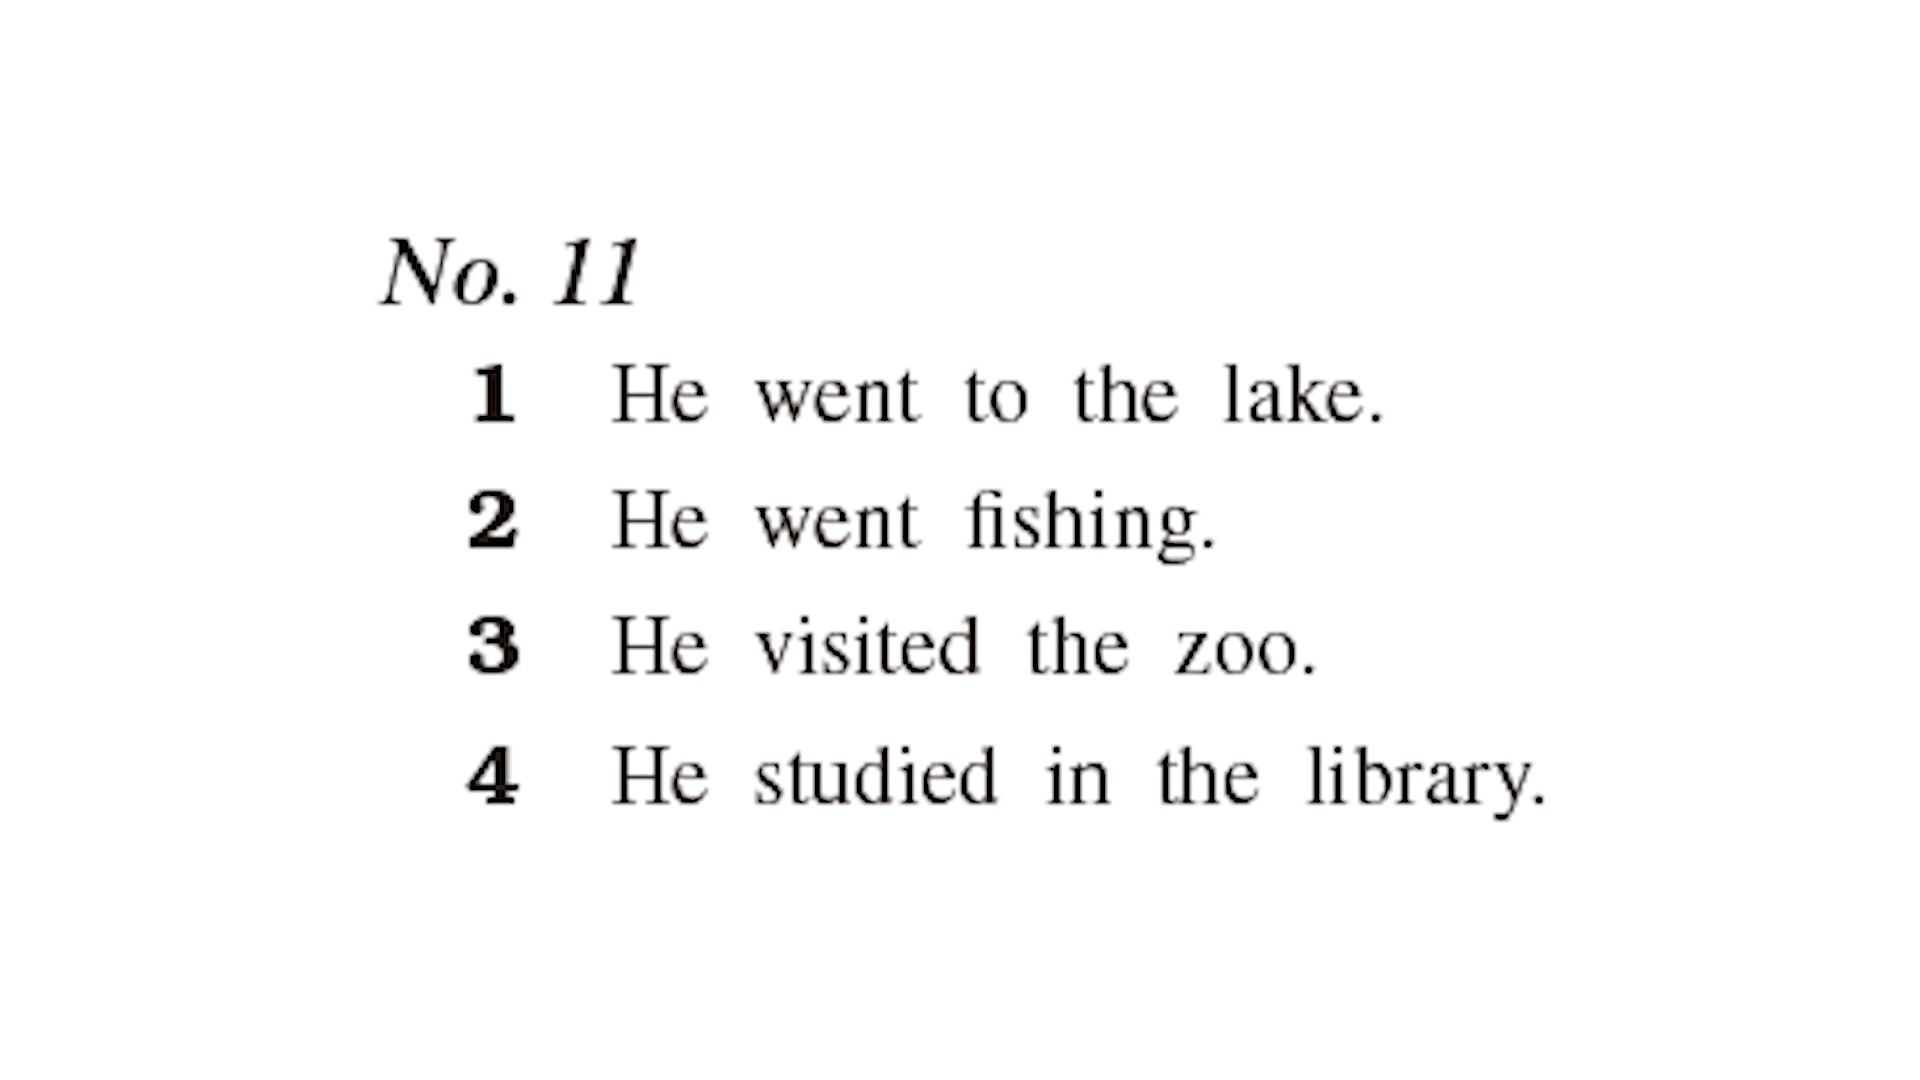 No. 11
1 He went to the lake.
2 He went fishing.
3 He visited the zoo.
4 He studied in the library.